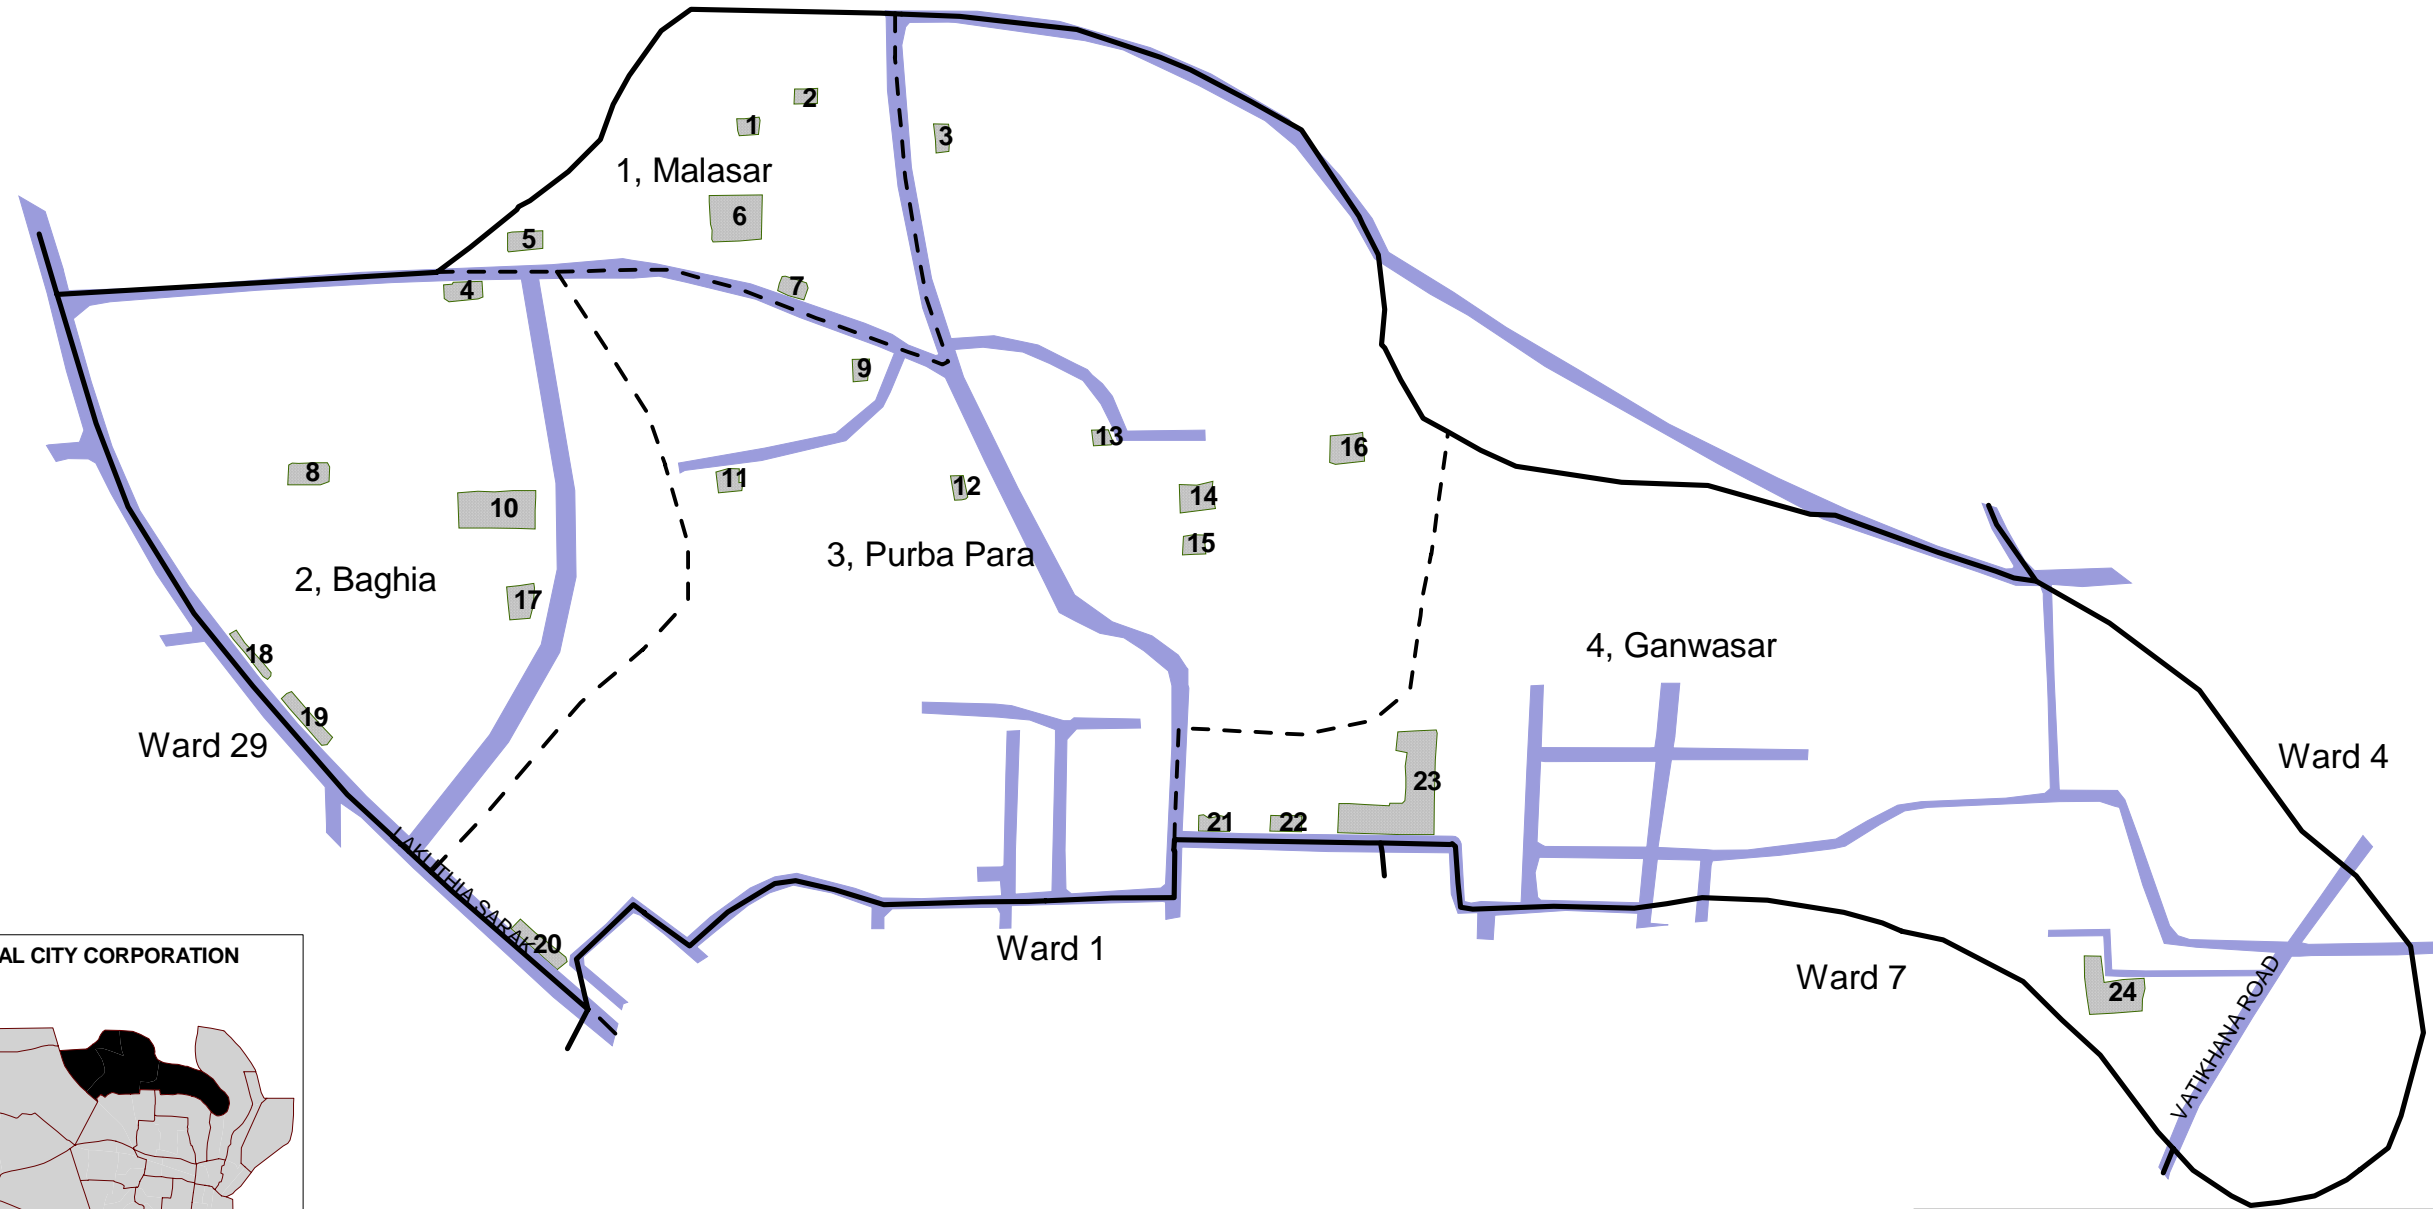 2
1
3
1, Malasar
6
5
7
4
9
13
16
8
11
12
10
14
15
3, Purba Para
2, Baghia
17
4, Ganwasar
18
19
Ward 29
Ward 4
23
21
22
LAKUTHIA SARAK
20
Ward 1
AL CITY CORPORATION
Ward 7
24
VATIKHANA ROAD